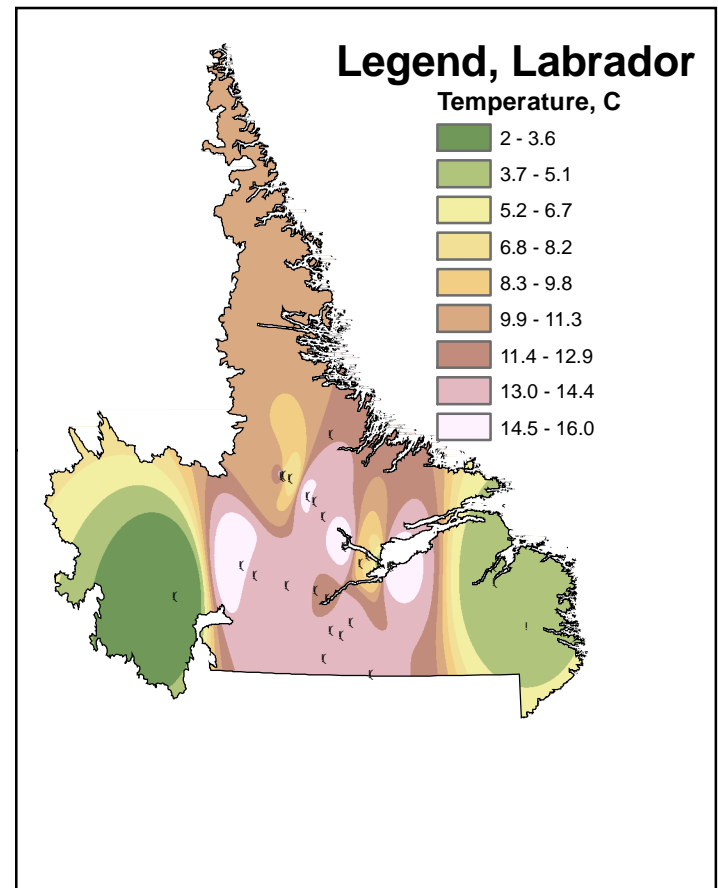 Legend, Labrador
Temperature, C
2 - 3.6
3.7 - 5.1
5.2 - 6.7
6.8 - 8.2
8.3 - 9.8
9.9 - 11.3
11.4 - 12.9
13.0 - 14.4
14.5 - 16.0